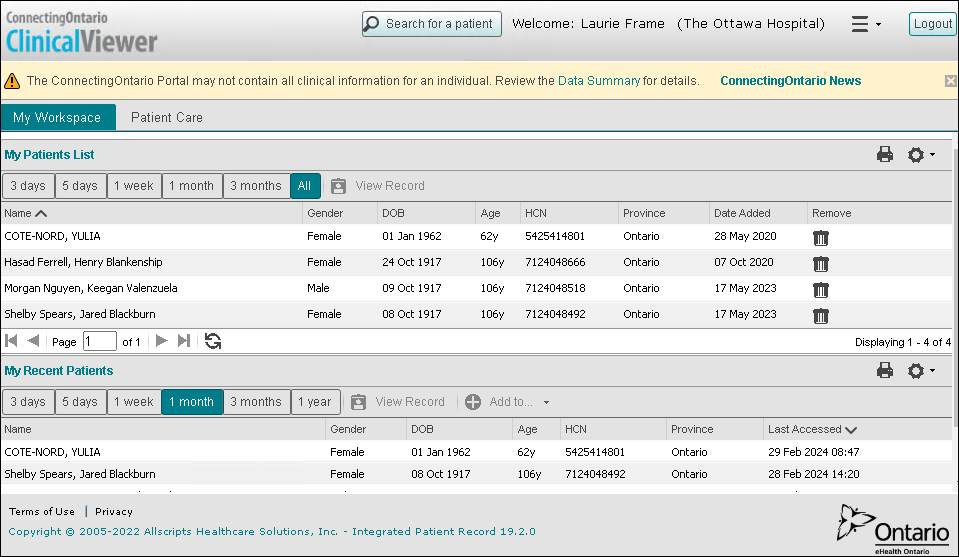 ConnectingOntario
ClinicalViewer
Search for a patient Welcome: Laurie Frame (The Ottawa Hospital) Logout
The ConnectingOntario Portal may not contain all clinical information for an individual. Review the Data Summary for details. ConnectingOntario News
My Workspace Patient Care
My Patients List
3 days 5 days 1 week 1 month 3 months All View Record
Name Gender DOB Age HCN Province Date Added Remove
COTE-NORD, YULIA Female 01 Jan 1962 62y 5425414801 Ontario 28 May 2020
Hasad Ferrell, Henry Blankenship Female 24 Oct 1917 106y 7124048666 Ontario 07 Oct 2020
Morgan Nguyen, Keegan Valenzuela Male 09 Oct 1917 106y 7124048518 Ontario 17 May 2023
Shelby Spears, Jared Blackburn Female 08 Oct 1917 106y 7124048492 Ontario 17 May 2023
Page 1 of 1 Displaying 1 - 4 of 4
My Recent Patients
3 days 5 days 1 week 1 month 3 months 1 year View Record Add to...
Name Gender DOB Age HCN Province Last Accessed
COTE-NORD, YULIA Female 01 Jan 1962 62y 5425414801 Ontario 29 Feb 2024 08:47
Shelby Spears, Jared Blackburn Female 08 Oct 1917 106y 7124048492 Ontario 28 Feb 2024 14:20
Terms of Use | Privacy
Copyright © 2005-2022 Allscripts Healthcare Solutions, Inc. - Integrated Patient Record 19.2.0
Ontario
eHealth Ontario